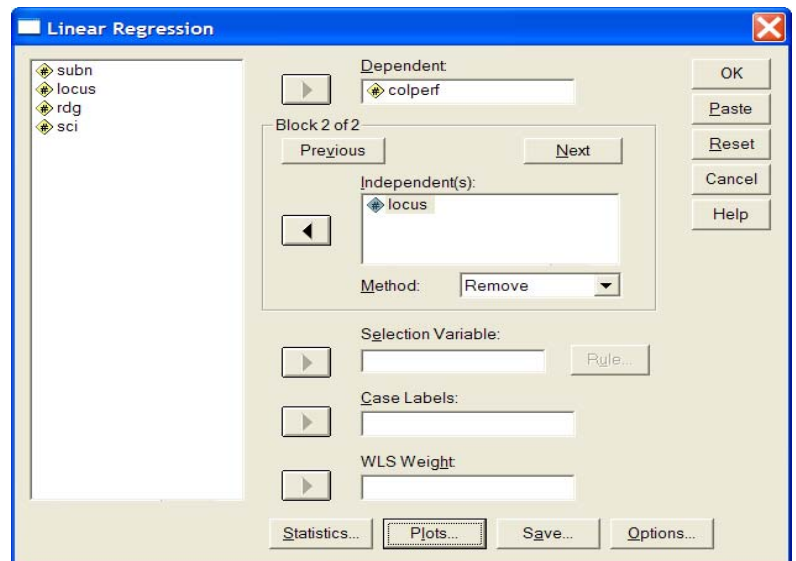 Linear Regression
subn
locus
rdg
sci
Dependent:
colperf
Block 2 of 2
Previous
Next
Independent(s):
locus
Method:
Remove
Selection Variable:
Rule...
Case Labels:
WLS Weight:
Statistics...
Plots...
Save...
Options...
OK
Paste
Reset
Cancel
Help